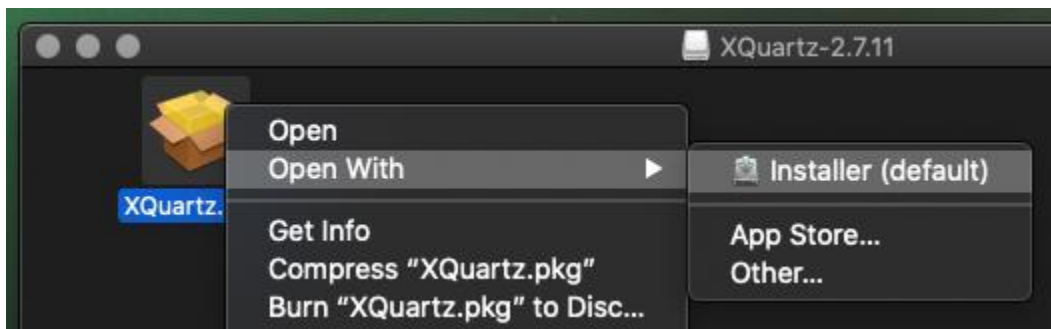 XQuartz-2.7.11
XQuartz.
Open
Open With
Get Info
Compress “XQuartz.pkg”
Burn “XQuartz.pkg” to Disc...
Installer (default)
App Store...
Other...